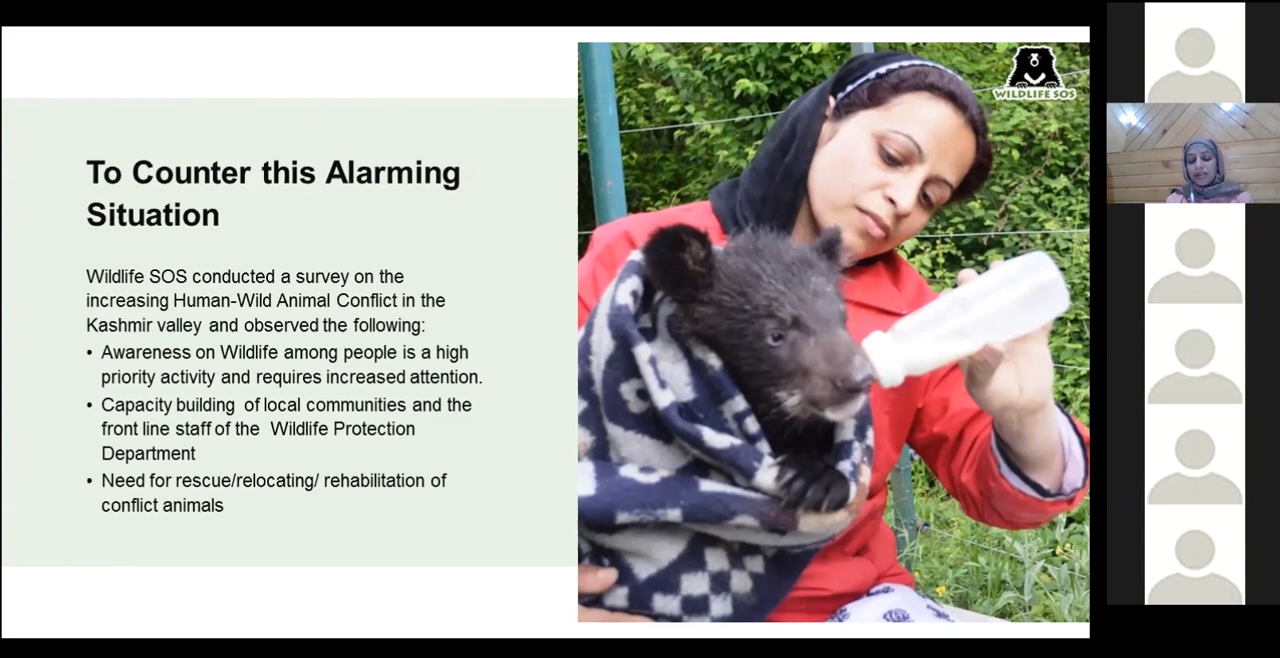 WILDLIFE SOS
To Counter this Alarming
Situation
Wildlife SOS conducted a survey on the
increasing Human-Wild Animal Conflict in the
Kashmir valley and observed the following:
• Awareness on Wildlife among people is a high
priority activity and requires increased attention.
• Capacity building of local communities and the
front line staff of the Wildlife Protection
Department
• Need for rescue/relocating/ rehabilitation of
conflict animals